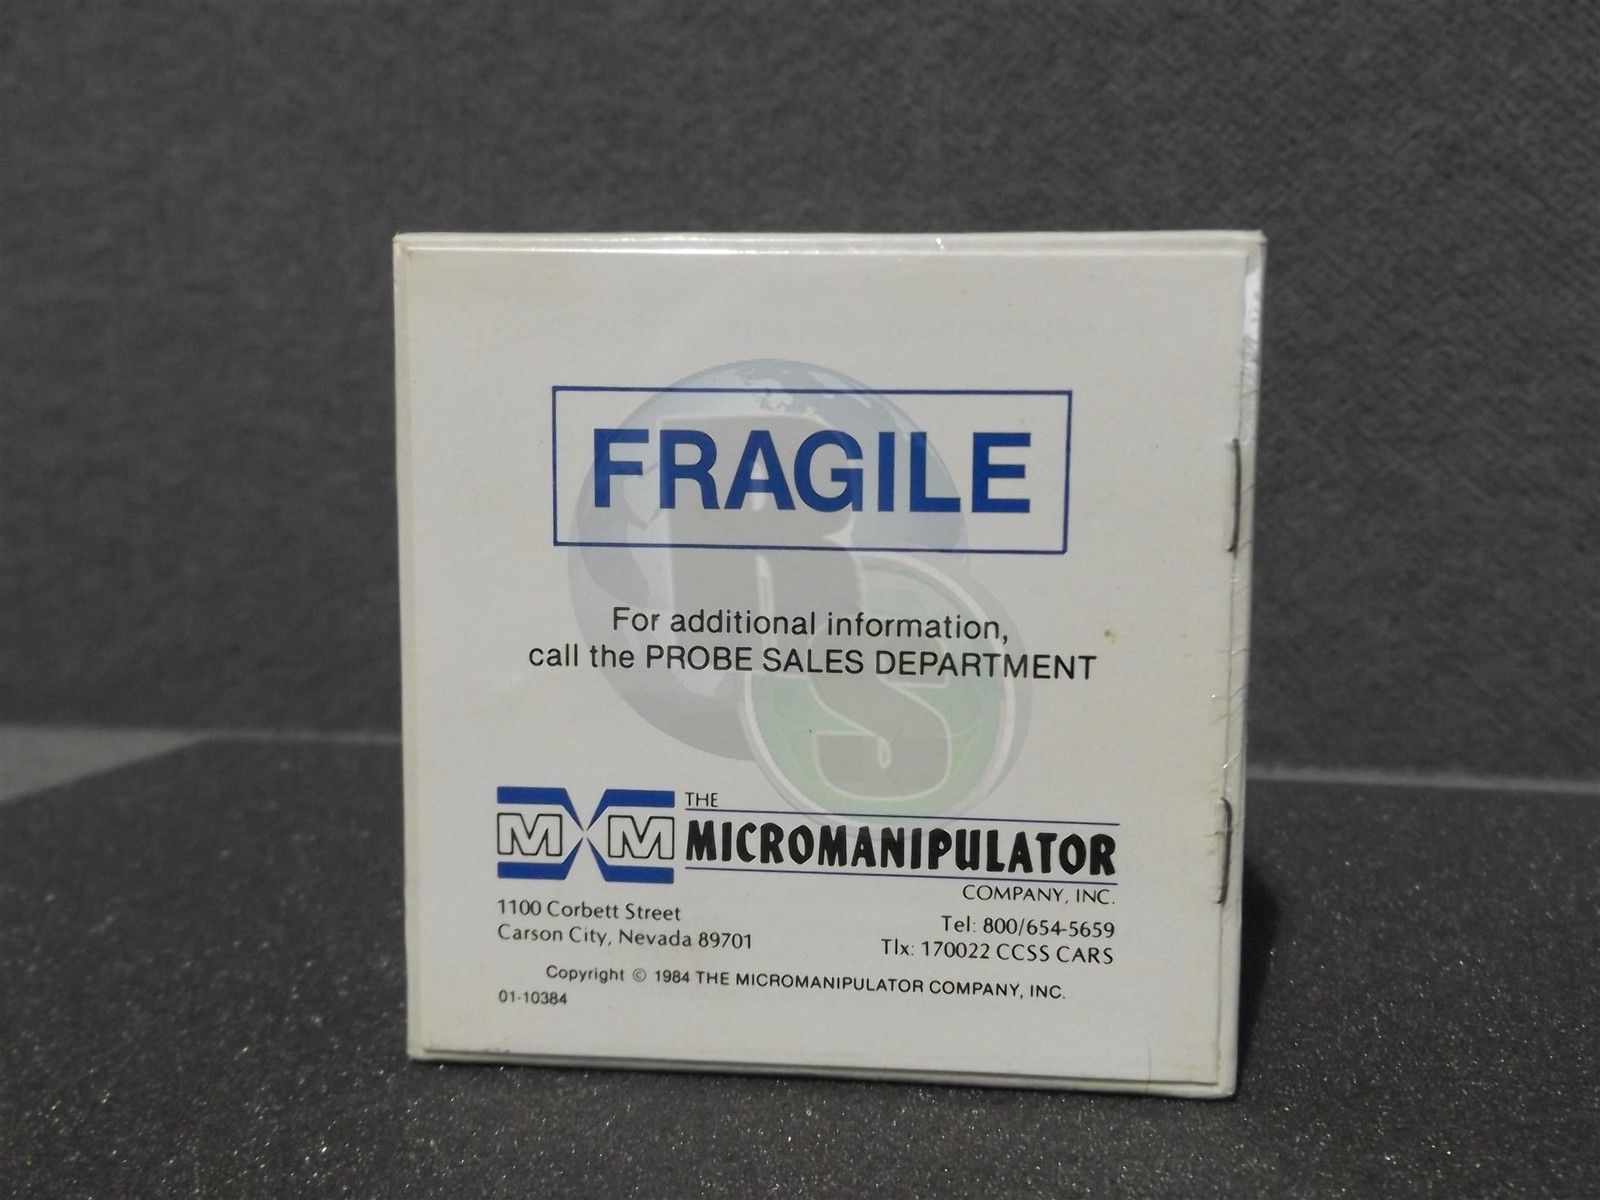 FRAGILE
For additional information,
call the PROBE SALES DEPARTMENT
RS
M M
THE
MICROMANIPULATOR
COMPANY, INC.
1100 Corbett Street
Carson City, Nevada 89701
Tel: 800/654-5659
Tlx: 170022 CCSS CARS
Copyright © 1984 THE MICROMANIPULATOR COMPANY, INC.
01-10384